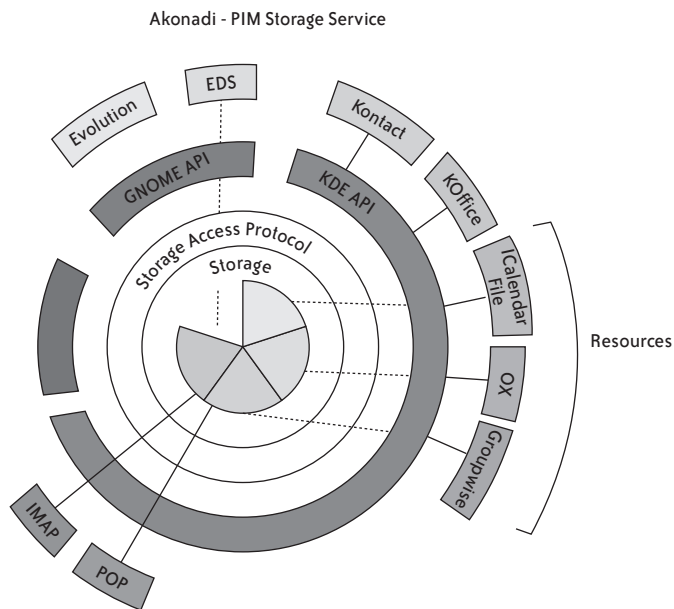 Akonadi - PIM Storage Service
EDS
Evolution
Kontact
GNOME API
KDE API
KOffice
Storage Access Protocol
Storage
ICalendar
File
Resources
OX
Groupwise
IMAP
POP